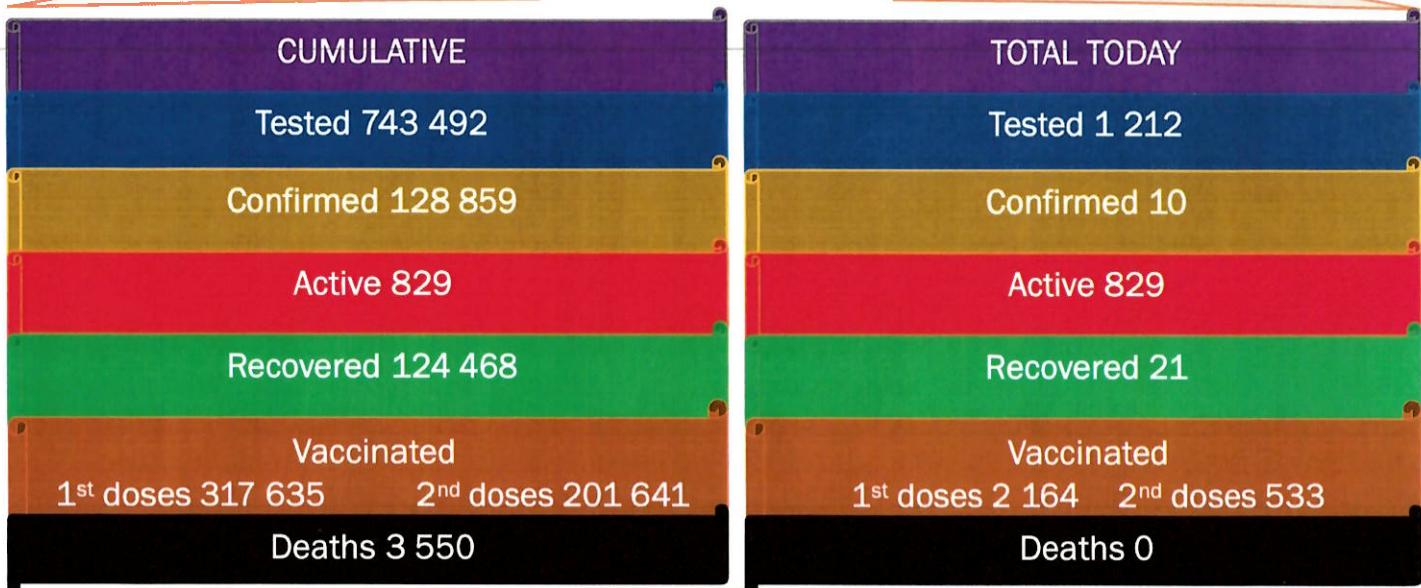 CUMULATIVE
Tested 743 492
Confirmed 128 859
Active 829
Recovered 124 468
Vaccinated
1st doses 317 635 2nd doses 201 641
Deaths 3 550
TOTAL TODAY
Tested 1 212
Confirmed 10
Active 829
Recovered 21
Vaccinated
1st doses 2 164 2nd doses 533
Deaths 0